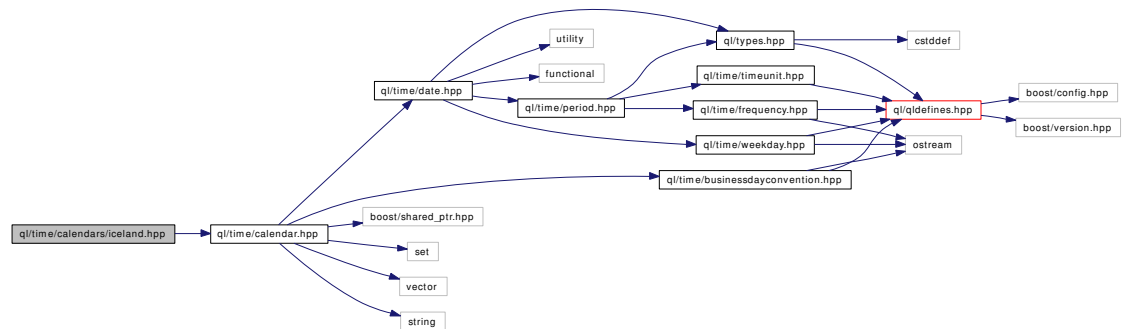 ql/types.hpp
cstddef
utility
functional
ql/time/timeunit.hpp
ql/time/date.hpp
boost/config.hpp
ql/time/period.hpp
ql/time/frequency.hpp
ql/qldefines.hpp
boost/version.hpp
ql/time/weekday.hpp
ostream
ql/time/businessdayconvention.hpp
boost/shared_ptr.hpp
ql/time/calendars/iceland.hpp
ql/time/calendar.hpp
set
vector
string